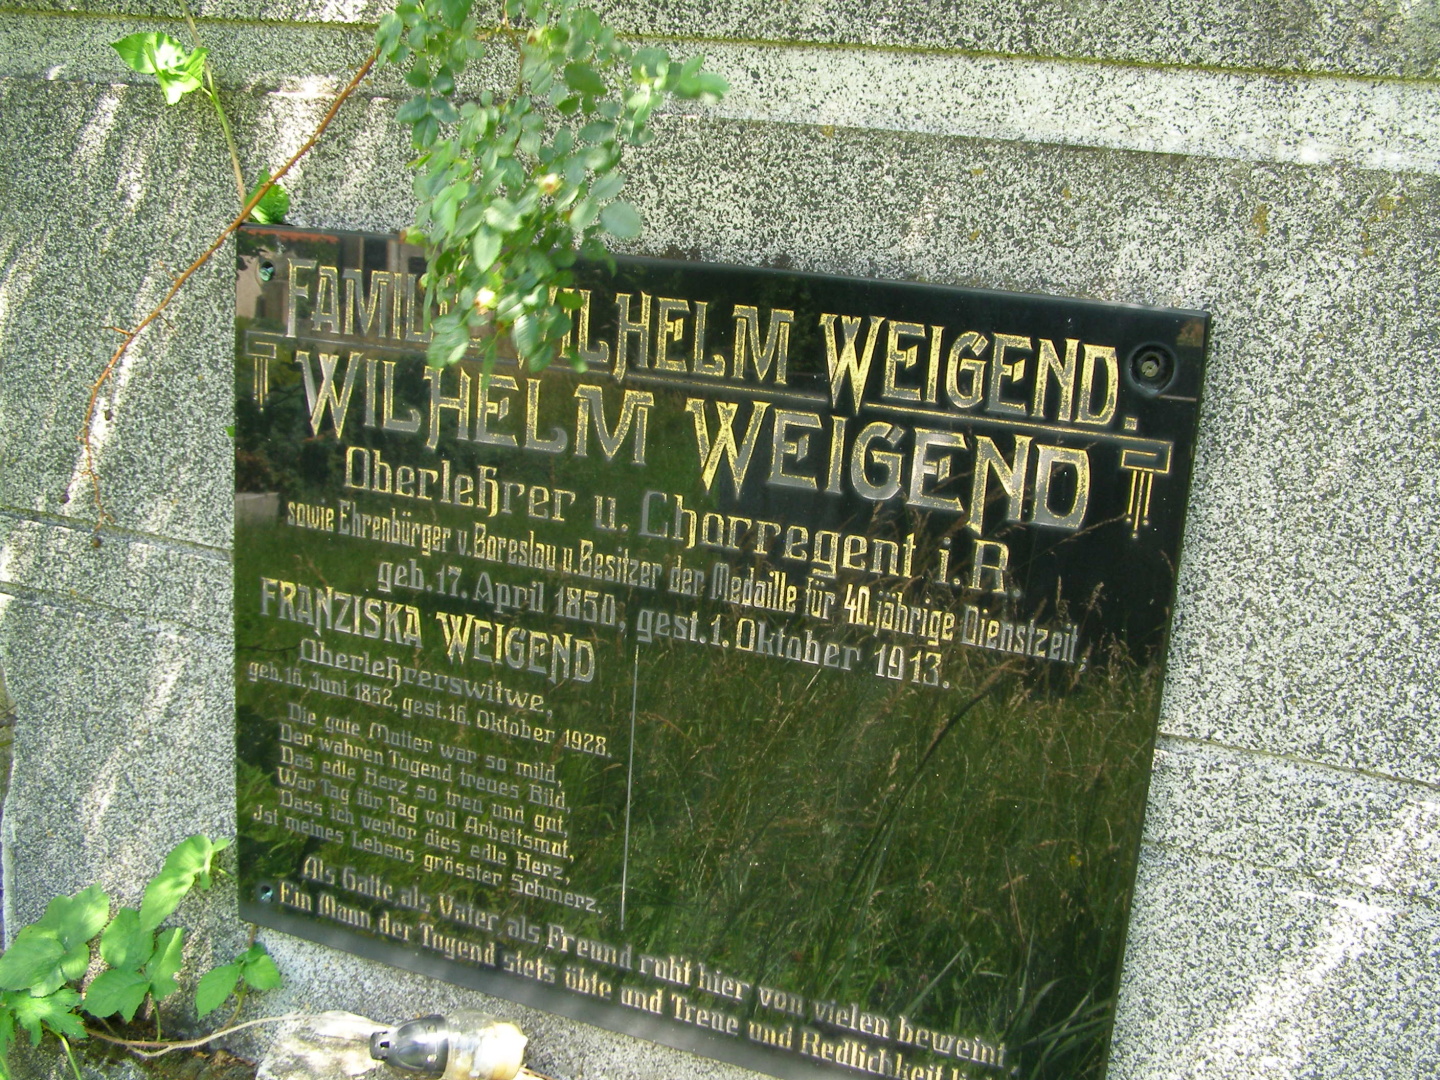 FAMILIE WILHELM WEIGEND.
WILHELM WEIGEND
Oberlehrer u. Chorregent i. R.
sowie Ehrenbürger v. Boreslau u. Besitzer der Medaille für 40. jährige Dienstzeit,
geb. 17. April 1850, gest. 1. Oktober 1913.
FRANZISKA WEIGEND
Oberlehrerswitwe,
geb. 15. Juni 1852, gest. 16. Oktober 1928.
Die gute Mutter war so mild,
Der wahren Tugend treues Bild,
Das edle Herz so treu und gut,
War Tag für Tag voll Arbeitsmut,
Dass ich verlor dies edle Herz,
Jst meines Lebens grösster Schmerz.
Als Gatte, als Vater als Freund ruht hier von vielen beweint,
Ein Mann, der Tugend stets übte und Treue und Redlichkeit